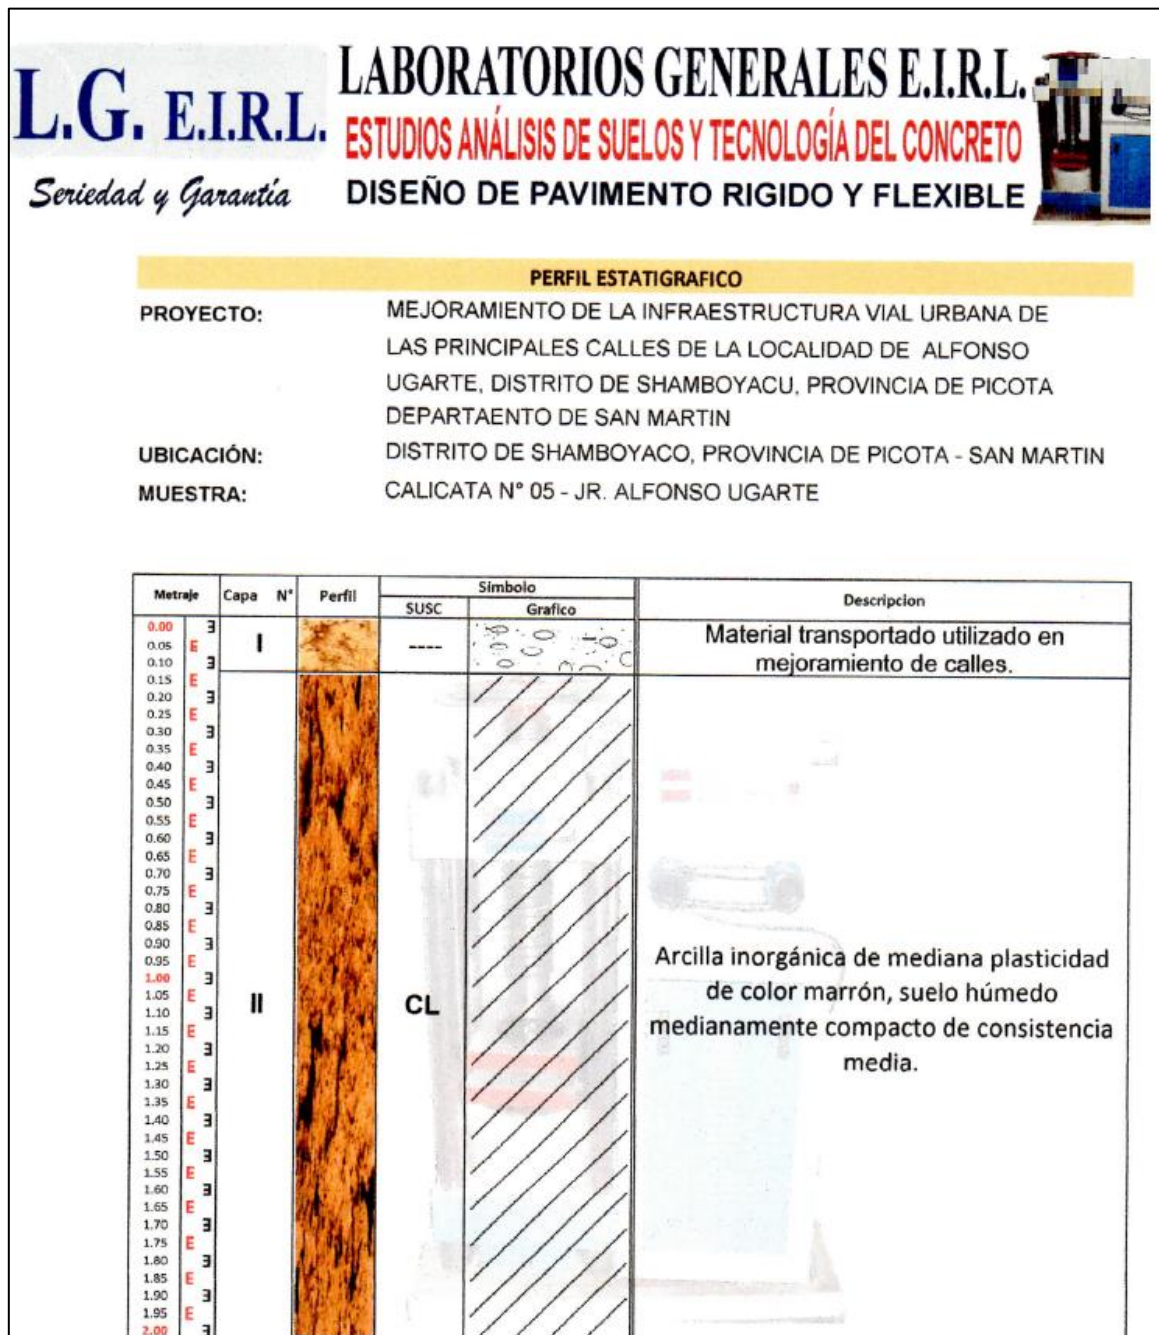 L.G. E.I.R.L.
Seriedad y Garantía
LABORATORIOS GENERALES E.I.R.L.
ESTUDIOS ANÁLISIS DE SUELOS Y TECNOLOGÍA DEL CONCRETO
DISEÑO DE PAVIMENTO RIGIDO Y FLEXIBLE
PERFIL ESTATIGRAFICO
PROYECTO: MEJORAMIENTO DE LA INFRAESTRUCTURA VIAL URBANA DE
LAS PRINCIPALES CALLES DE LA LOCALIDAD DE ALFONSO
UGARTE, DISTRITO DE SHAMBOYACU, PROVINCIA DE PICOTA
DEPARTAENTO DE SAN MARTIN
UBICACIÓN: DISTRITO DE SHAMBOYACO, PROVINCIA DE PICOTA - SAN MARTIN
MUESTRA: CALICATA N° 05 - JR. ALFONSO UGARTE
Metraje Capa N° Perfil Simbolo Descripcion
SUSC Grafico
0.00 E
0.05 E
0.10 E
I ----
Material transportado utilizado en
mejoramiento de calles.
0.15 E
0.20 E
0.25 E
0.30 E
0.35 E
0.40 E
0.45 E
0.50 E
0.55 E
0.60 E
0.65 E
0.70 E
0.75 E
0.80 E
0.85 E
0.90 E
0.95 E
1.00 E
1.05 E
1.10 E
1.15 E
1.20 E
1.25 E
1.30 E
1.35 E
1.40 E
1.45 E
1.50 E
1.55 E
1.60 E
1.65 E
1.70 E
1.75 E
1.80 E
1.85 E
1.90 E
1.95 E
2.00 E
II CL
Arcilla inorgánica de mediana plasticidad
de color marrón, suelo húmedo
medianamente compacto de consistencia
media.